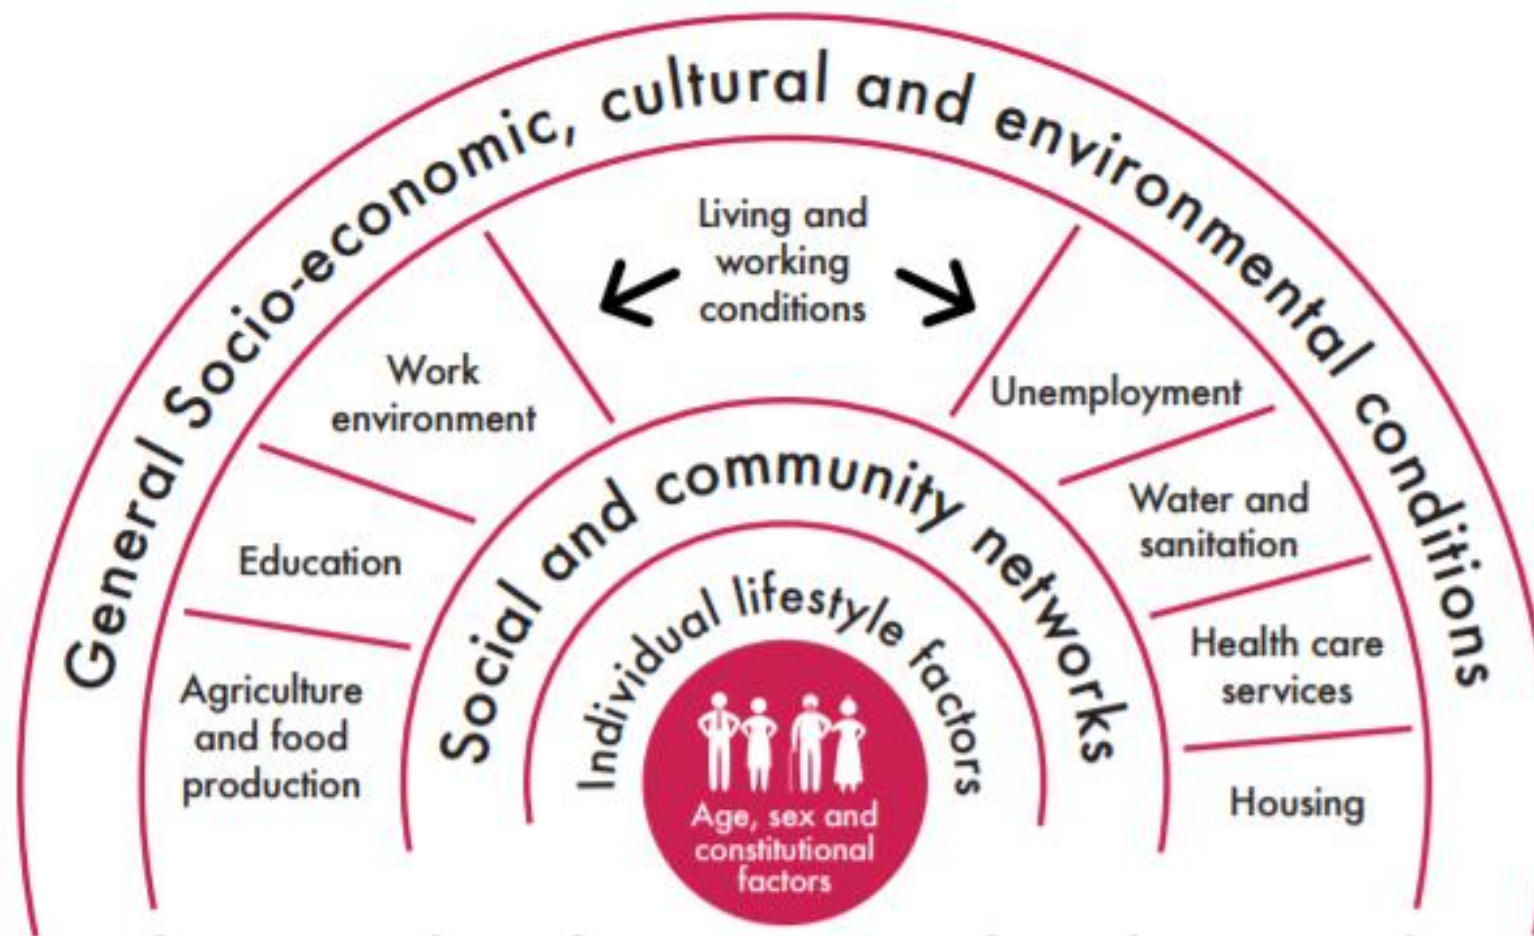 General Socio-economic, cultural and environmental conditions
Living and
working
conditions
Work
environment
Unemployment
Education
Water and
sanitation
Agriculture
and food
production
Health care
services
Housing
Social and community networks
Individual lifestyle factors
Age, sex and
constitutional
factors